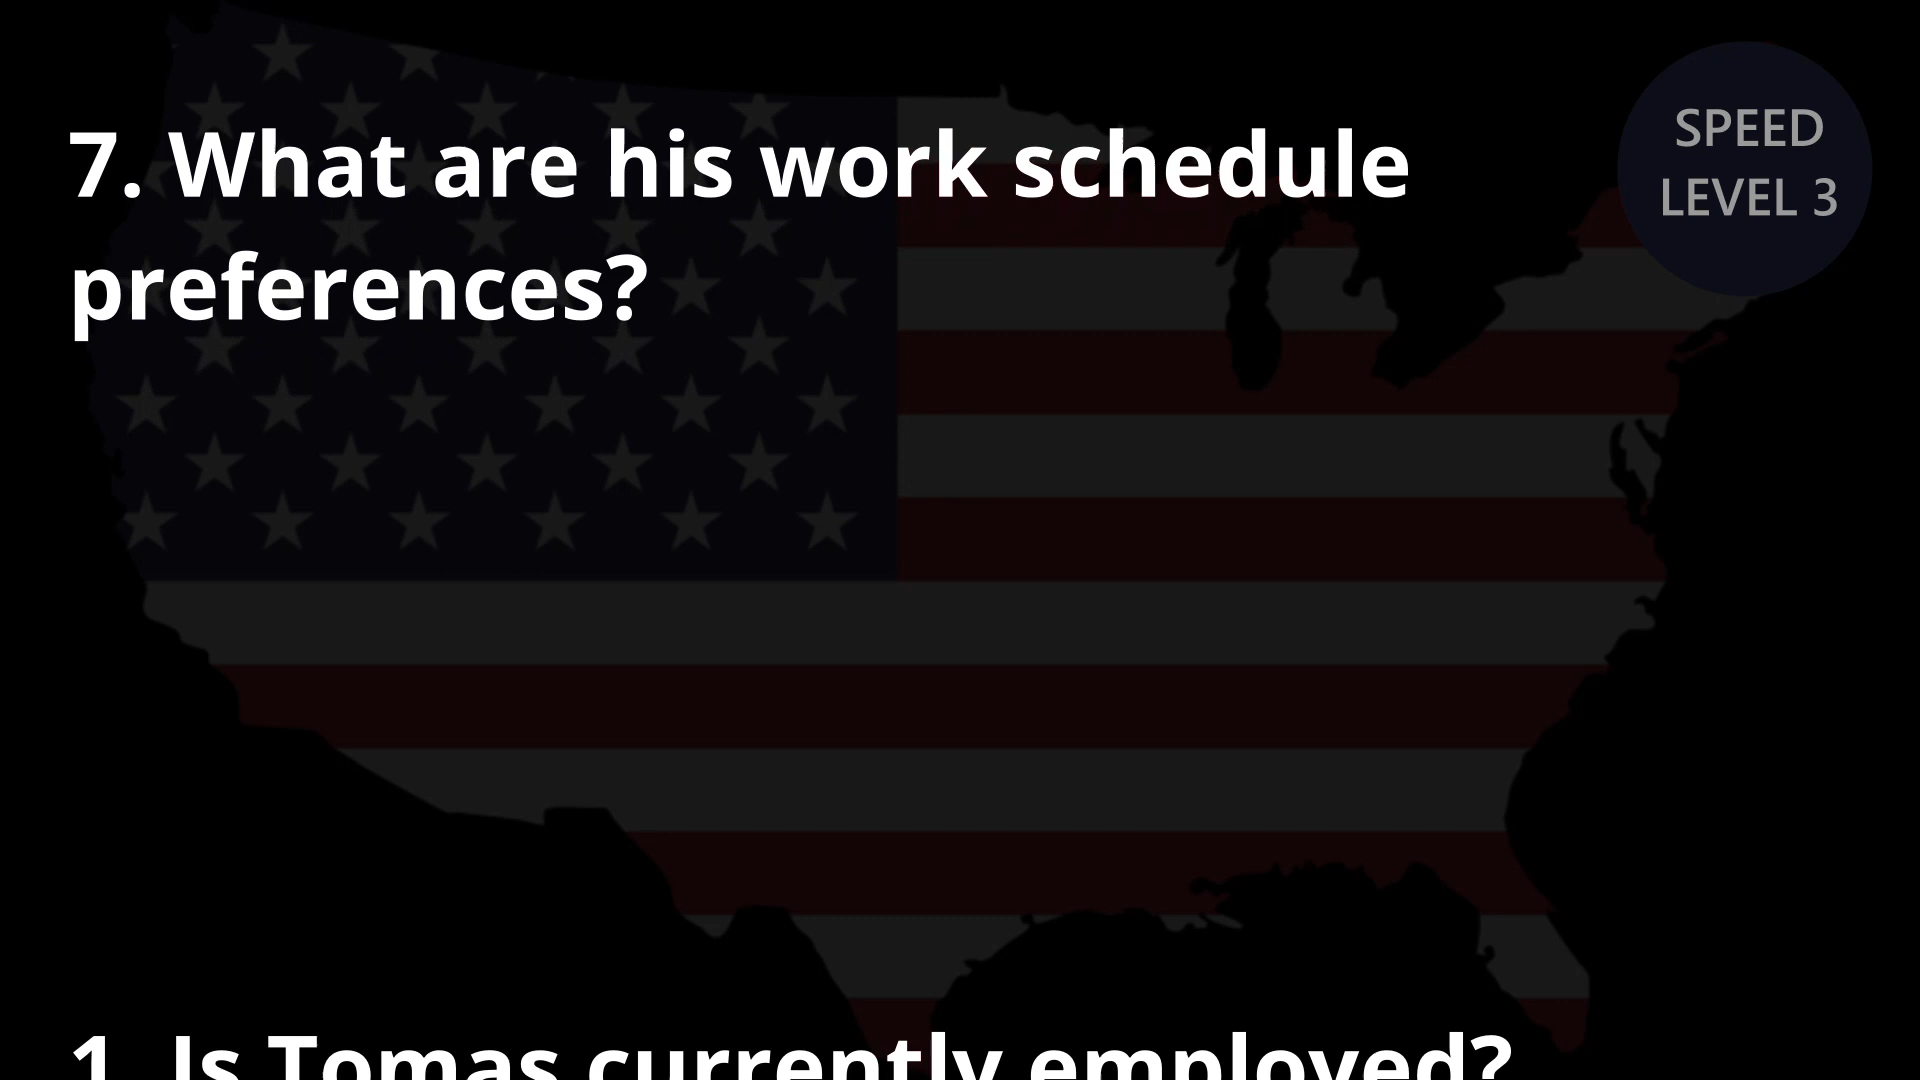 7. What are his work schedule
preferences?
SPEED
LEVEL 3
1. Is Tomas currently employed?